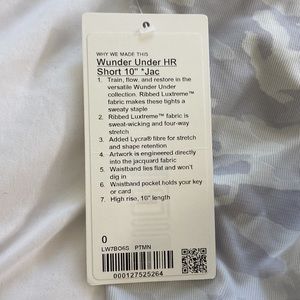 WHY WE MADE THIS
Wunder Under HR
Short 10" *Jac
1. Train, flow, and restore in the
versatile Wunder Under
collection. Ribbed Luxtreme™
fabric makes these tights a
sweaty staple
2. Ribbed Luxtreme™ fabric is
sweat-wicking and four-way
stretch
3. Added Lycra® fibre for stretch
and shape retention
4. Artwork is engineered directly
into the jacquard fabric
5. Waistband lies flat and won't
dig in
6. Waistband pocket holds your key
or card
7. High rise, 10" length
0
LW7BO6S PTMN
000127525264